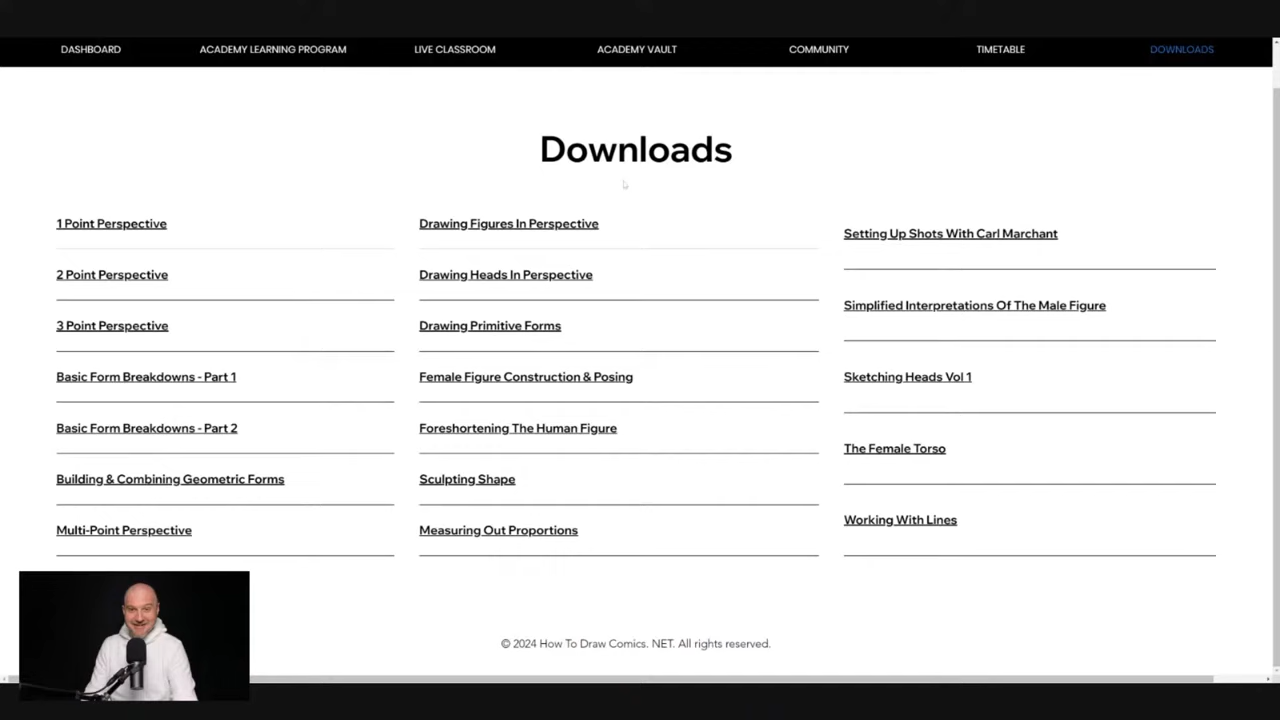 DASHBOARD
ACADEMY LEARNING PROGRAM
LIVE CLASSROOM
ACADEMY VAULT
COMMUNITY
TIMETABLE
DOWNLOADS
Downloads
1 Point Perspective
2 Point Perspective
3 Point Perspective
Basic Form Breakdowns - Part 1
Basic Form Breakdowns - Part 2
Building & Combining Geometric Forms
Multi-Point Perspective
Drawing Figures In Perspective
Drawing Heads In Perspective
Drawing Primitive Forms
Female Figure Construction & Posing
Foreshortening The Human Figure
Sculpting Shape
Measuring Out Proportions
Setting Up Shots With Carl Marchant
Simplified Interpretations Of The Male Figure
Sketching Heads Vol 1
The Female Torso
Working With Lines
© 2024 How To Draw Comics. NET. All rights reserved.